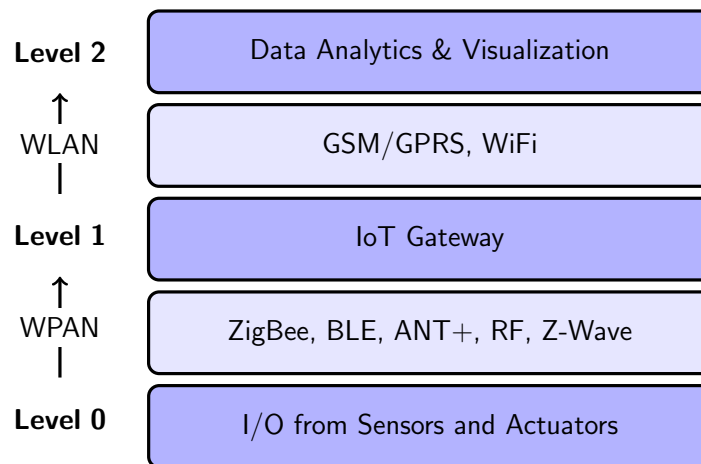 Level 2 Data Analytics & Visualization
WLAN GSM/GPRS, WiFi
Level 1 IoT Gateway
WPAN ZigBee, BLE, ANT+, RF, Z-Wave
Level 0 I/O from Sensors and Actuators